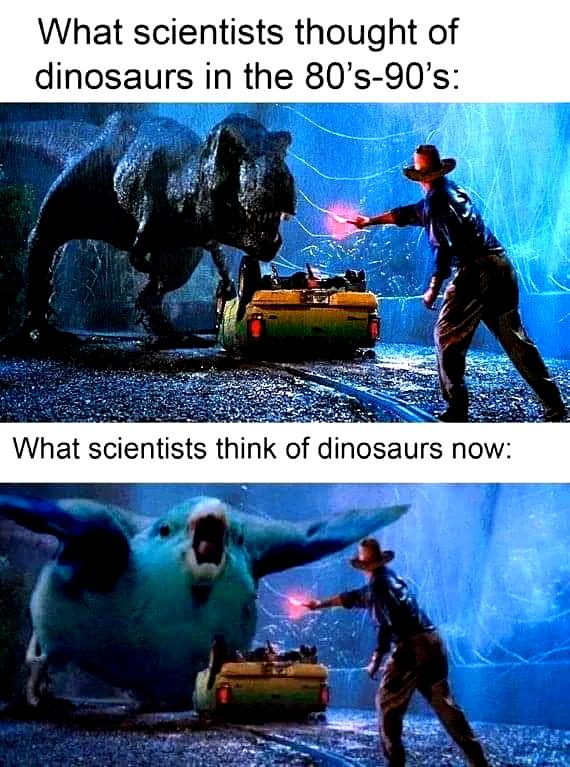 What scientists thought of
dinosaurs in the 80’s-90’s:
What scientists think of dinosaurs now: